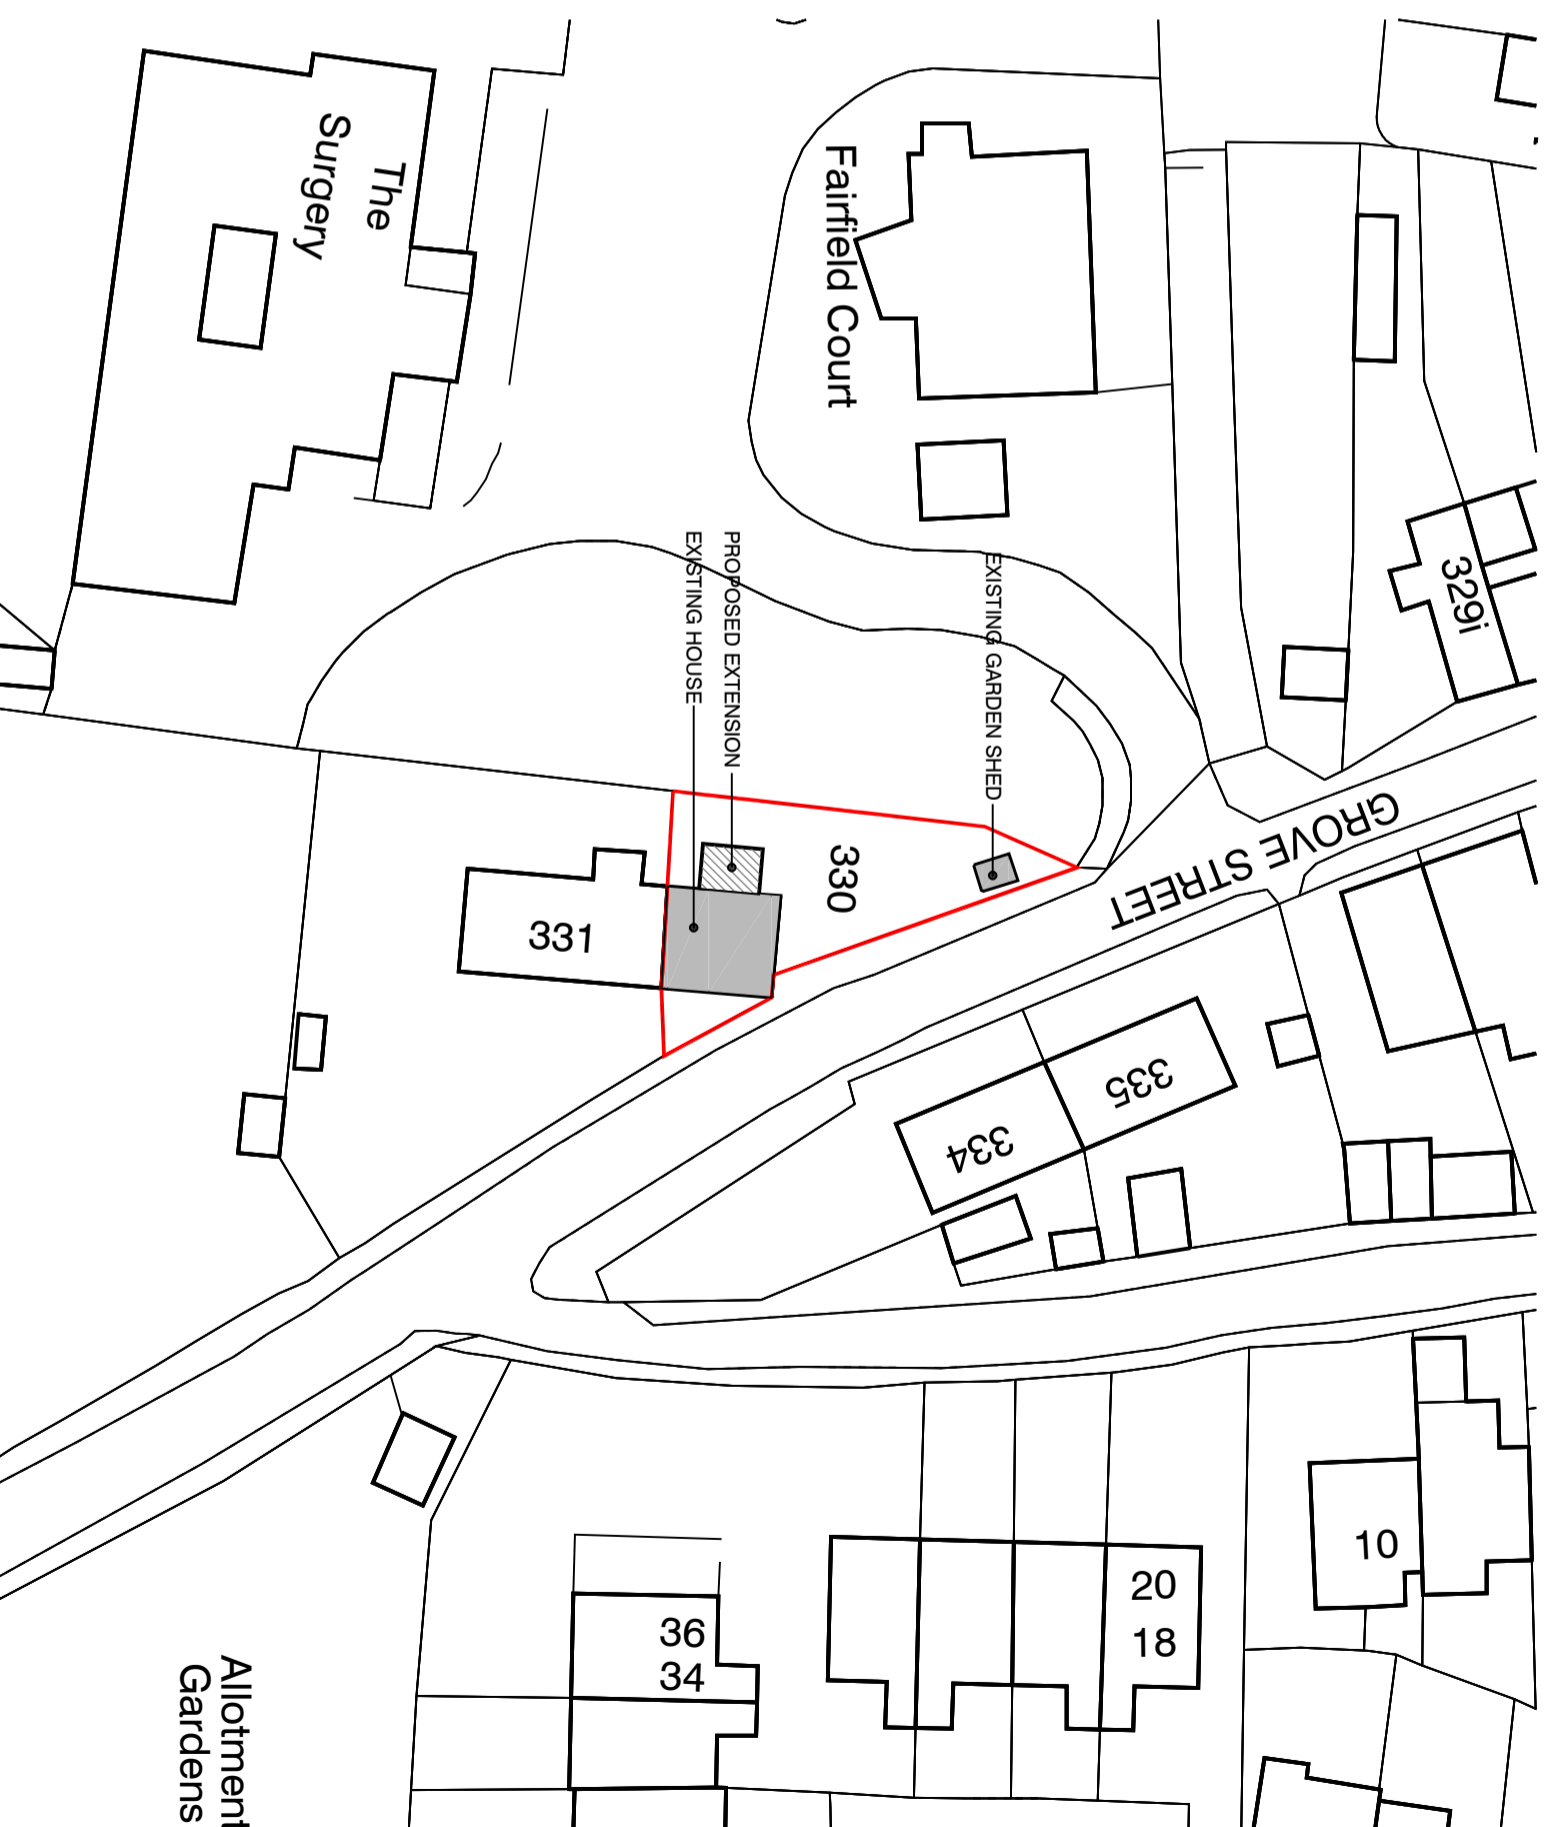 The
Surgery
Fairfield Court
329i
EXISTING HOUSE
PROPOSED EXTENSION
EXISTING GARDEN SHED
GROVE STREET
330
331
335
334
10
20
18
36
34
Allotment
Gardens